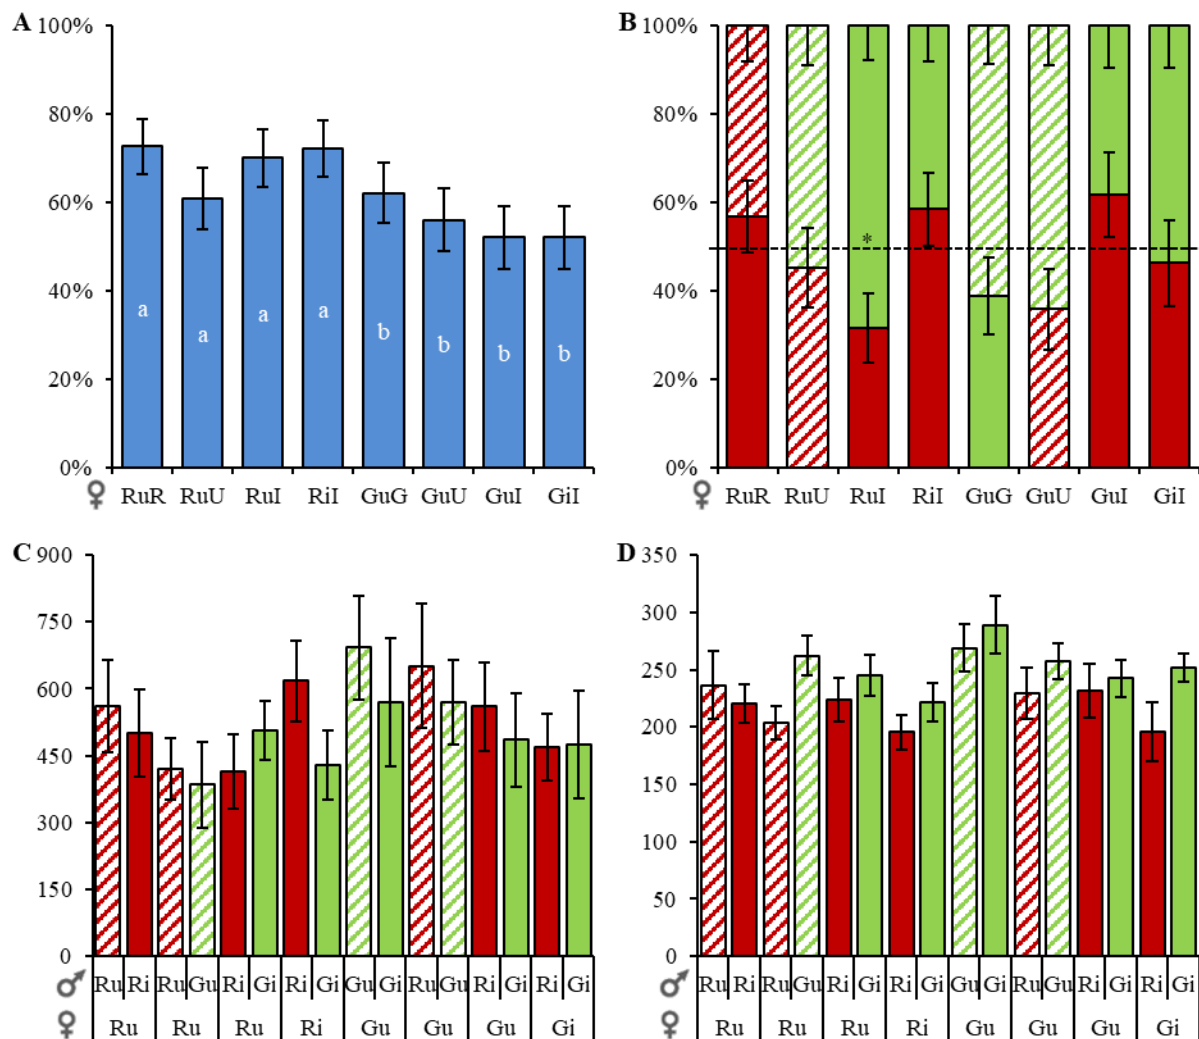 A 100%
80%
60%
40%
20%
0%
a a a a b b b b
♀ RuR RuU RuI RiI GuG GuU GuI GiI
B 100%
80%
60%
40%
20%
0%
*
♀ RuR RuU RuI RiI GuG GuU GuI GiI
C 900
750
600
450
300
150
0
♂ Ru Ri Ru Gu Ri Gi Ri Gi Gu Gi Ru Gu Ri Gi Ri Gi
♀ Ru Ru Ru Ri Gu Gu Gu Gi
D 350
300
250
200
150
100
50
0
♂ Ru Ri Ru Gu Ri Gi Ri Gi Gu Gi Ru Gu Ri Gi Ri Gi
♀ Ru Ru Ru Ri Gu Gu Gu Gi